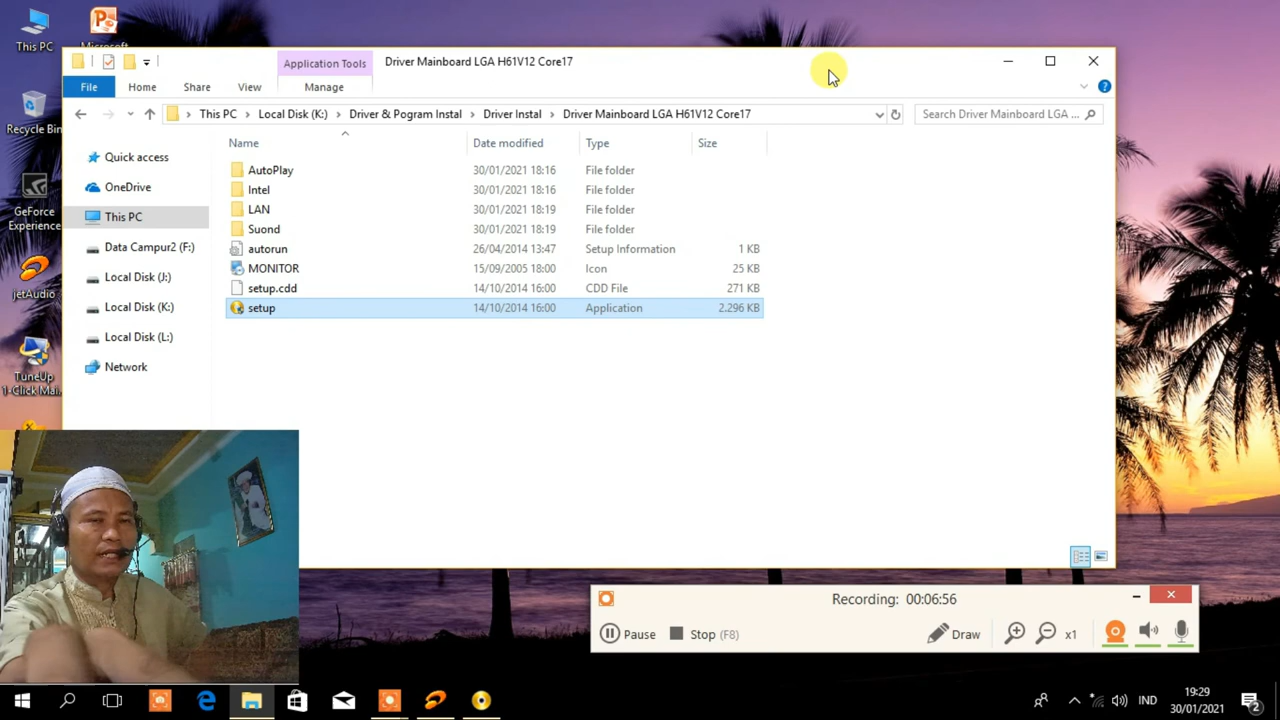 This PC
Microsoft
Recycle Bin
GeForce
Experience
jetAudio
TuneUp
1-Click Mai...
Application Tools
Driver Mainboard LGA H61V12 Core17
File
Home
Share
View
Manage
This PC
Local Disk (K:)
Driver & Pogram Instal
Driver Instal
Driver Mainboard LGA H61V12 Core17
Search Driver Mainboard LGA ...
Name
Date modified
Type
Size
Quick access
OneDrive
This PC
Data Campur2 (F:)
Local Disk (J:)
Local Disk (K:)
Local Disk (L:)
Network
AutoPlay 30/01/2021 18:16 File folder
Intel 30/01/2021 18:16 File folder
LAN 30/01/2021 18:19 File folder
Suond 30/01/2021 18:19 File folder
autorun 26/04/2014 13:47 Setup Information 1 KB
MONITOR 15/09/2005 18:00 Icon 25 KB
setup.cdd 14/10/2014 16:00 CDD File 271 KB
setup 14/10/2014 16:00 Application 2.296 KB
Recording: 00:06:56
Pause
Stop (F8)
Draw
x1
IND
19:29
30/01/2021
2